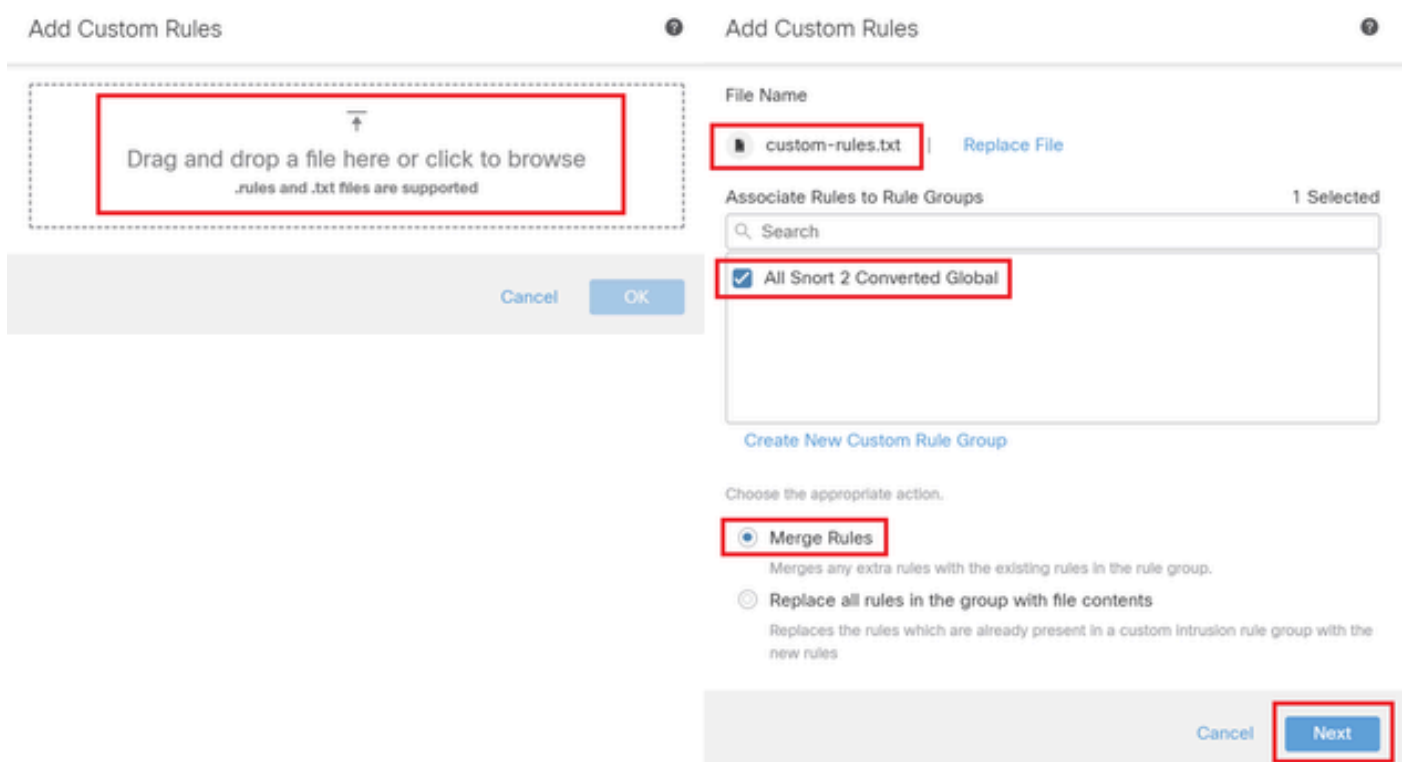 Add Custom Rules
Drag and drop a file here or click to browse
.rules and .txt files are supported
Cancel
OK
Add Custom Rules
File Name
custom-rules.txt | Replace File
Associate Rules to Rule Groups 1 Selected
Search
All Snort 2 Converted Global
Create New Custom Rule Group
Choose the appropriate action.
Merge Rules
Merges any extra rules with the existing rules in the rule group.
Replace all rules in the group with file contents
Replaces the rules which are already present in a custom intrusion rule group with the
new rules
Cancel
Next